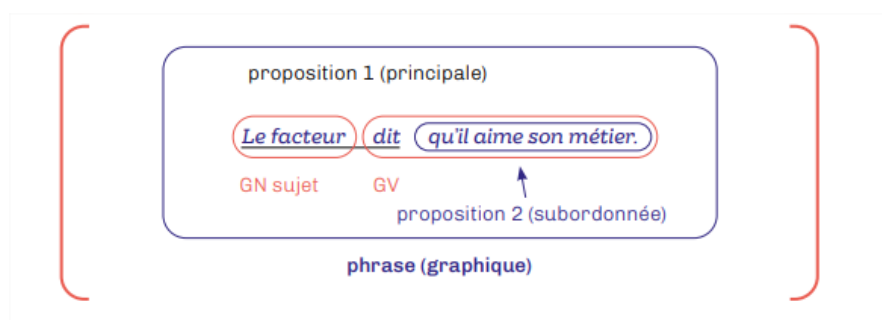 proposition 1 (principale)
Le facteur dit qu'il aime son métier.
GN sujet GV
proposition 2 (subordonnée)
phrase (graphique)